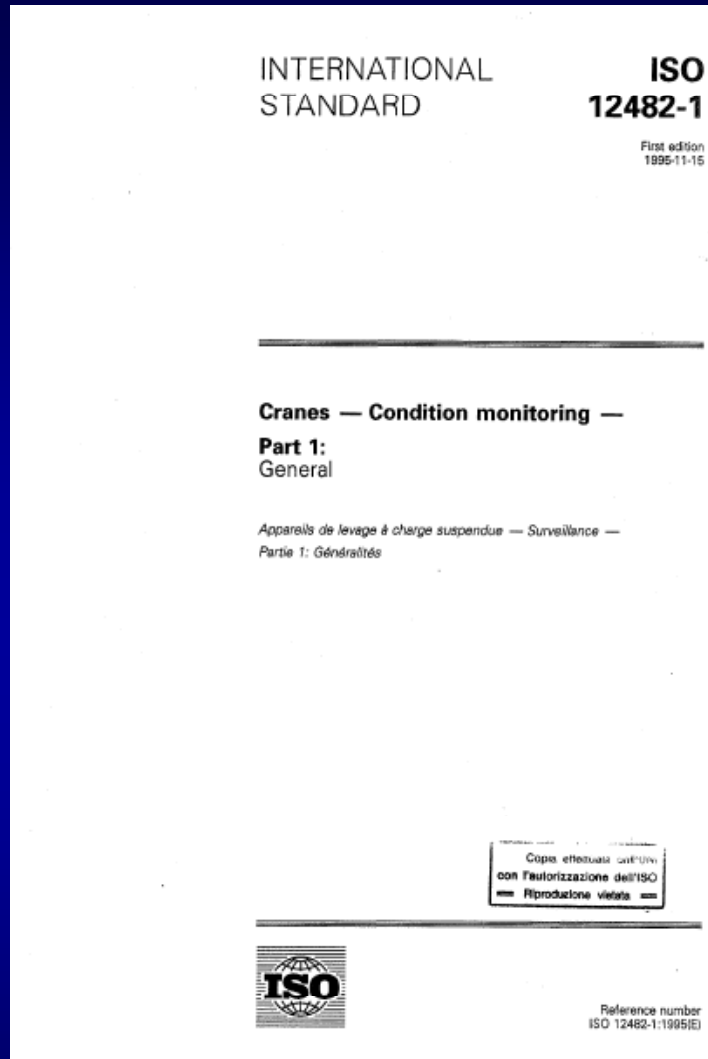 INTERNATIONAL
STANDARD
ISO
12482-1
First edition
1995-11-15
Cranes — Condition monitoring —
Part 1:
General
Appareils de levage à charge suspendue — Surveillance —
Partie 1: Généralités
Copia effettuata
con l'autorizzazione dell'ISO
Riproduzione vietata
ISO
Reference number
ISO 12482-1:1995(E)